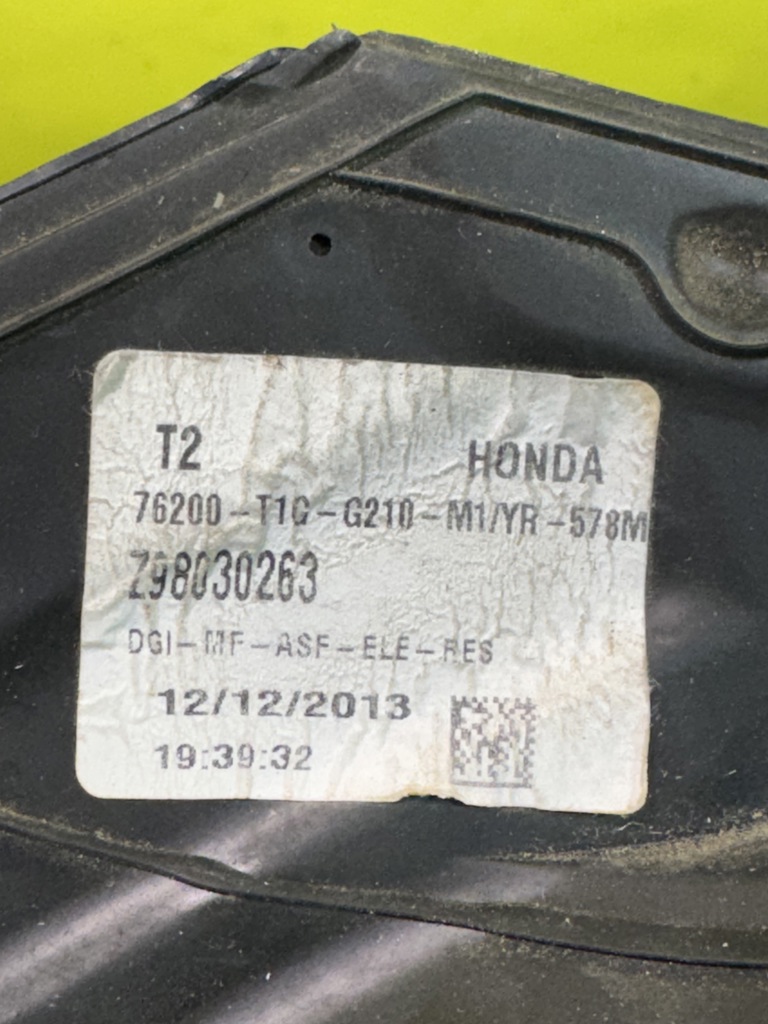 T2 HONDA
76200-T1G-G210-M1/YR-578M
Z98030263
DGI-MF-ASF-ELE-RES
12/12/2013
19:39:32